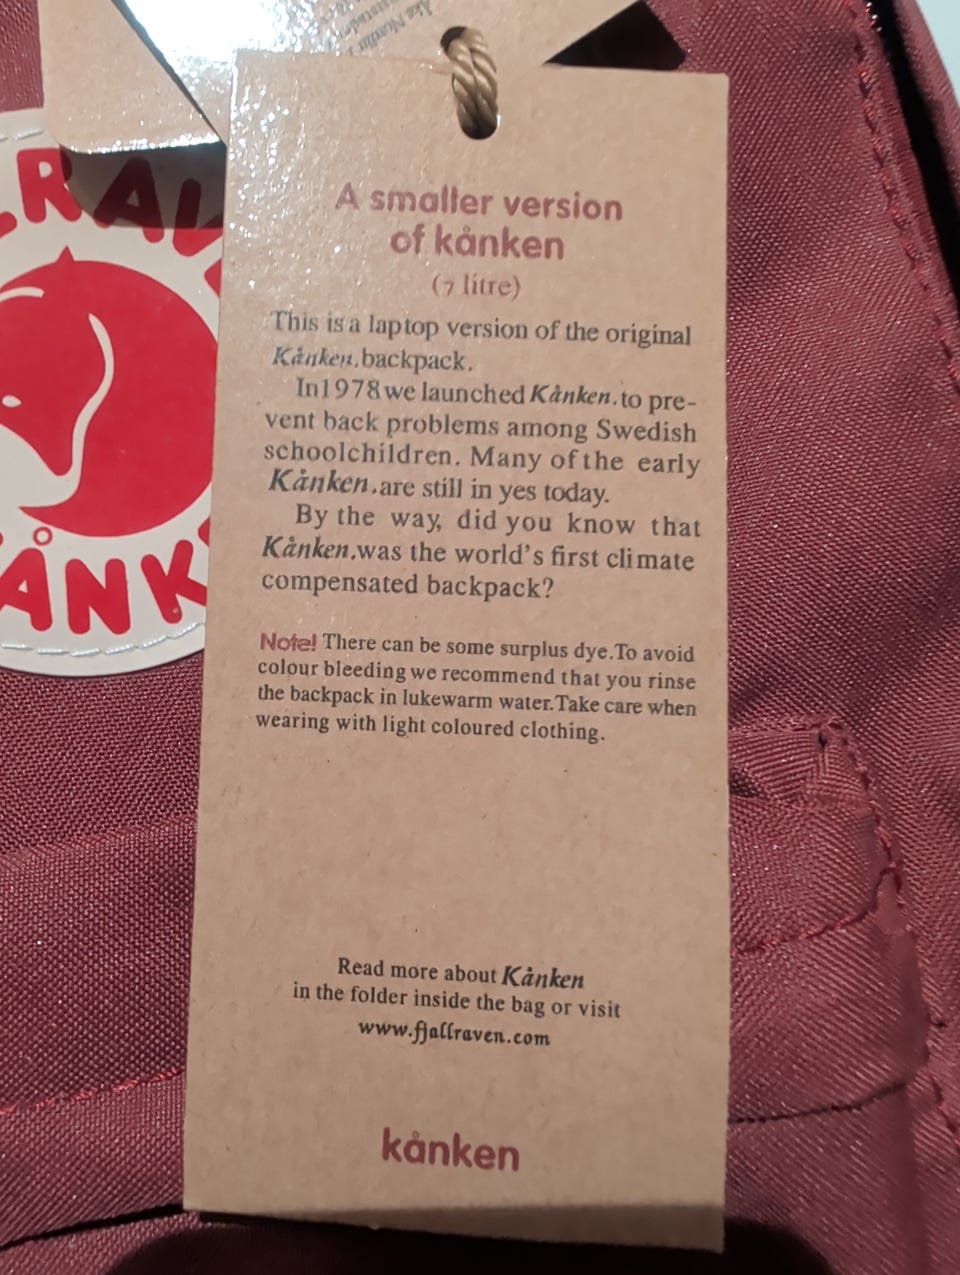 Åke Nordin
RAV
KÅNK
A smaller version
of kånken
(7 litre)
This is a laptop version of the original
Kånken.backpack.
In1978we launched Kånken.to pre-
vent back problems among Swedish
schoolchildren. Many of the early
Kånken.are still in yes today.
By the way, did you know that
Kånken.was the world's first climate
compensated backpack?
Note! There can be some surplus dye.To avoid
colour bleeding we recommend that you rinse
the backpack in lukewarm water.Take care when
wearing with light coloured clothing.
Read more about Kånken
in the folder inside the bag or visit
www.fjallraven.com
kånken